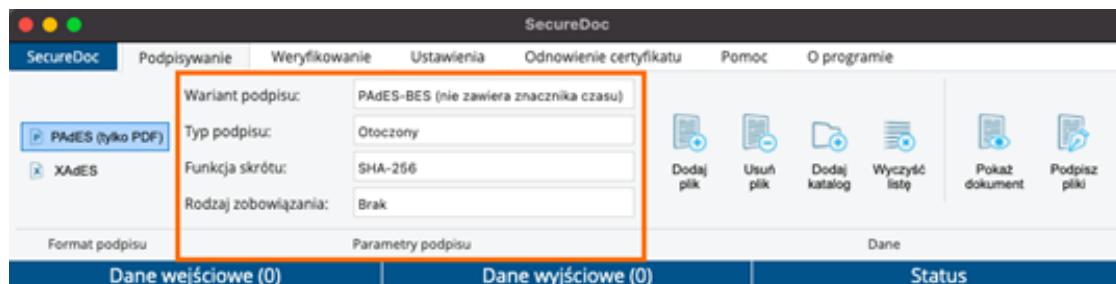 SecureDoc
SecureDoc Podpisywanie Weryfikowanie Ustawienia Odnowienie certyfikatu Pomoc O programie
PAdES (tylko PDF)
XAdES
Format podpisu
Wariant podpisu: PAdES-BES (nie zawiera znacznika czasu)
Typ podpisu: Otoczony
Funkcja skrótu: SHA-256
Rodzaj zobowiązania: Brak
Parametry podpisu
Dodaj plik
Usuń plik
Dodaj katalog
Wyczyść listę
Pokaż dokument
Podpisz pliki
Dane
Dane wejściowe (0) Dane wyjściowe (0) Status